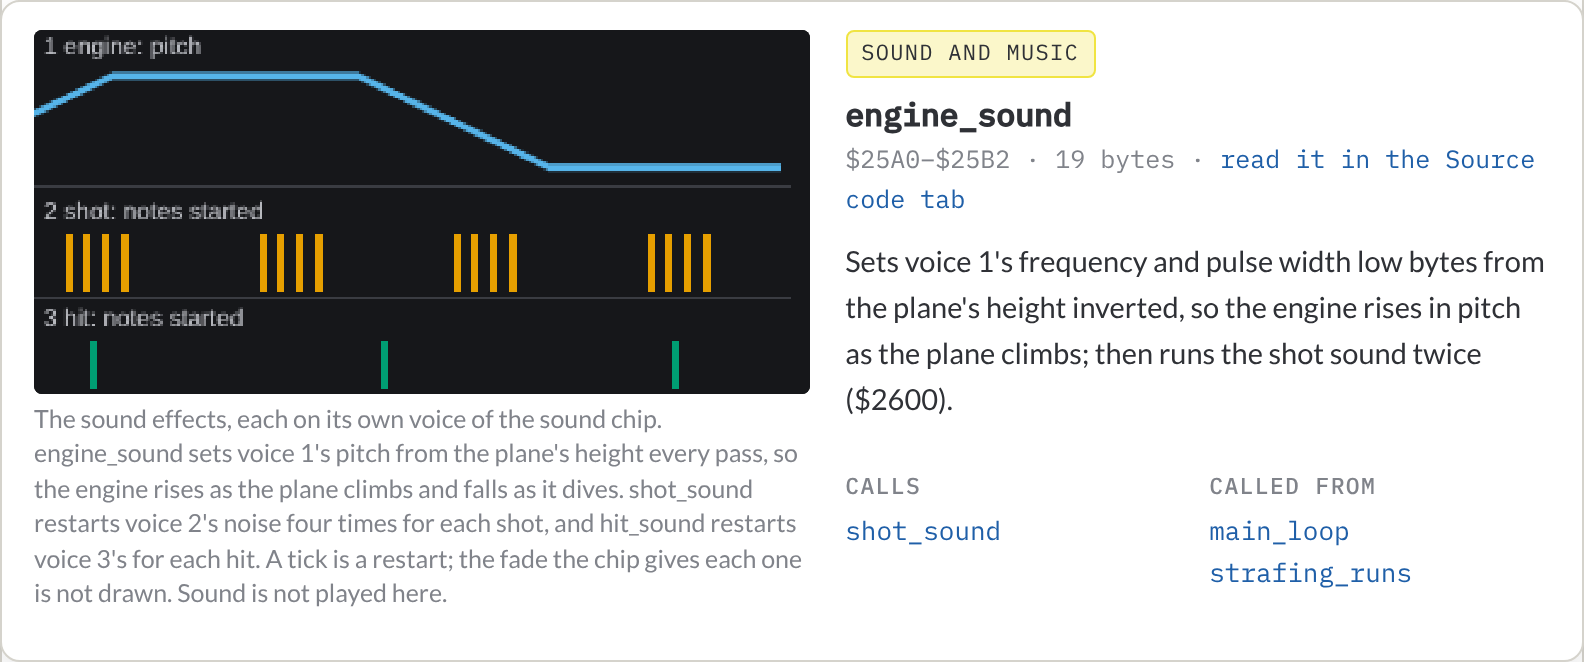 1 engine: pitch
2 shot: notes started
3 hit: notes started
The sound effects, each on its own voice of the sound chip.
engine_sound sets voice 1's pitch from the plane's height every pass, so
the engine rises as the plane climbs and falls as it dives. shot_sound
restarts voice 2's noise four times for each shot, and hit_sound restarts
voice 3's for each hit. A tick is a restart; the fade the chip gives each one
is not drawn. Sound is not played here.
SOUND AND MUSIC
engine_sound
$25A0–$25B2 · 19 bytes · read it in the Source
code tab
Sets voice 1's frequency and pulse width low bytes from
the plane's height inverted, so the engine rises in pitch
as the plane climbs; then runs the shot sound twice
($2600).
CALLS
shot_sound
CALLED FROM
main_loop
strafing_runs